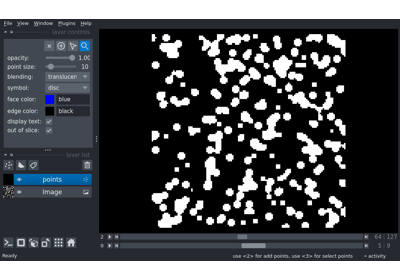 File View Window Plugins Help
layer controls
opacity: 1.00
point size: 10
blending: translucen
symbol: disc
face color: blue
edge color: black
display text:
out of slice:
layer list
points
Image
2 64 127
0 5 9
Ready use <2> for add points, use <3> for select points activity